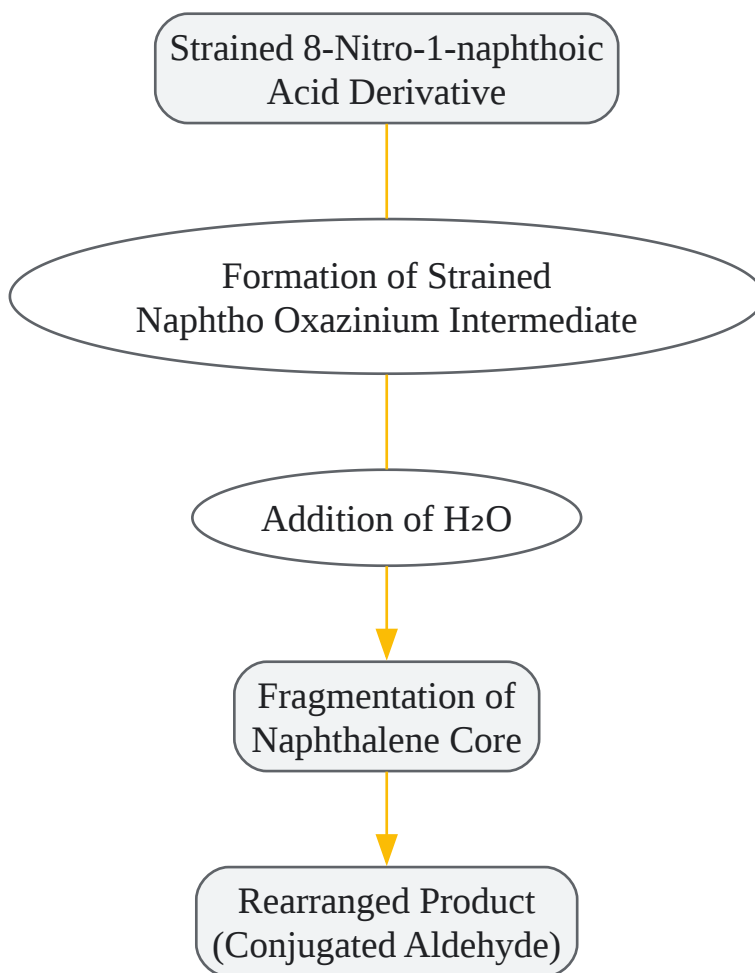 Strained 8-Nitro-1-naphthoic
Acid Derivative
Formation of Strained
Naphtho Oxazinium Intermediate
Addition of H₂O
Fragmentation of
Naphthalene Core
Rearranged Product
(Conjugated Aldehyde)